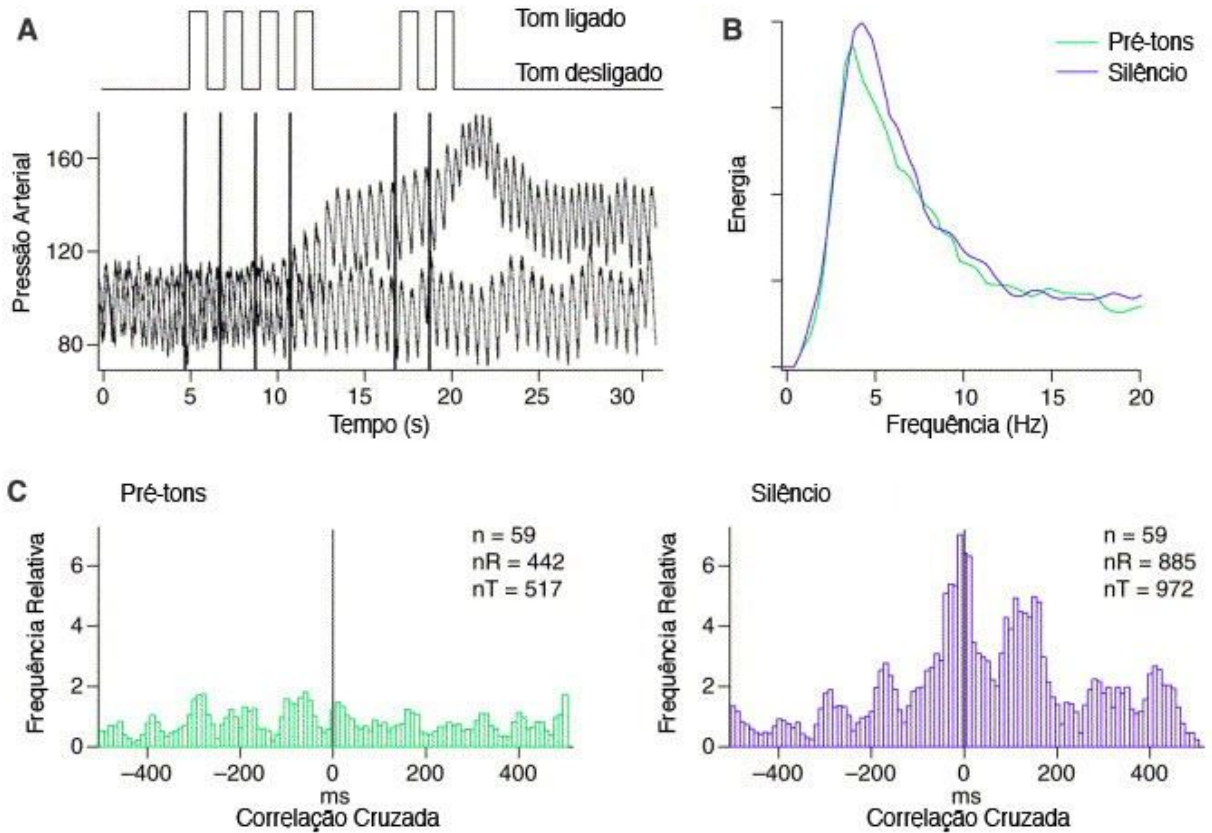 A
Tom ligado
Tom desligado
Pressão Arterial
160
120
80
0 5 10 15 20 25 30
Tempo (s)
B
Pré-tons
Silêncio
Energia
0 5 10 15 20
Frequência (Hz)
C
Pré-tons
n = 59
nR = 442
nT = 517
Frequência Relativa
6
4
2
0
−400 −200 0 200 400
ms
Correlação Cruzada
Silêncio
n = 59
nR = 885
nT = 972
Frequência Relativa
6
4
2
0
−400 −200 0 200 400
ms
Correlação Cruzada